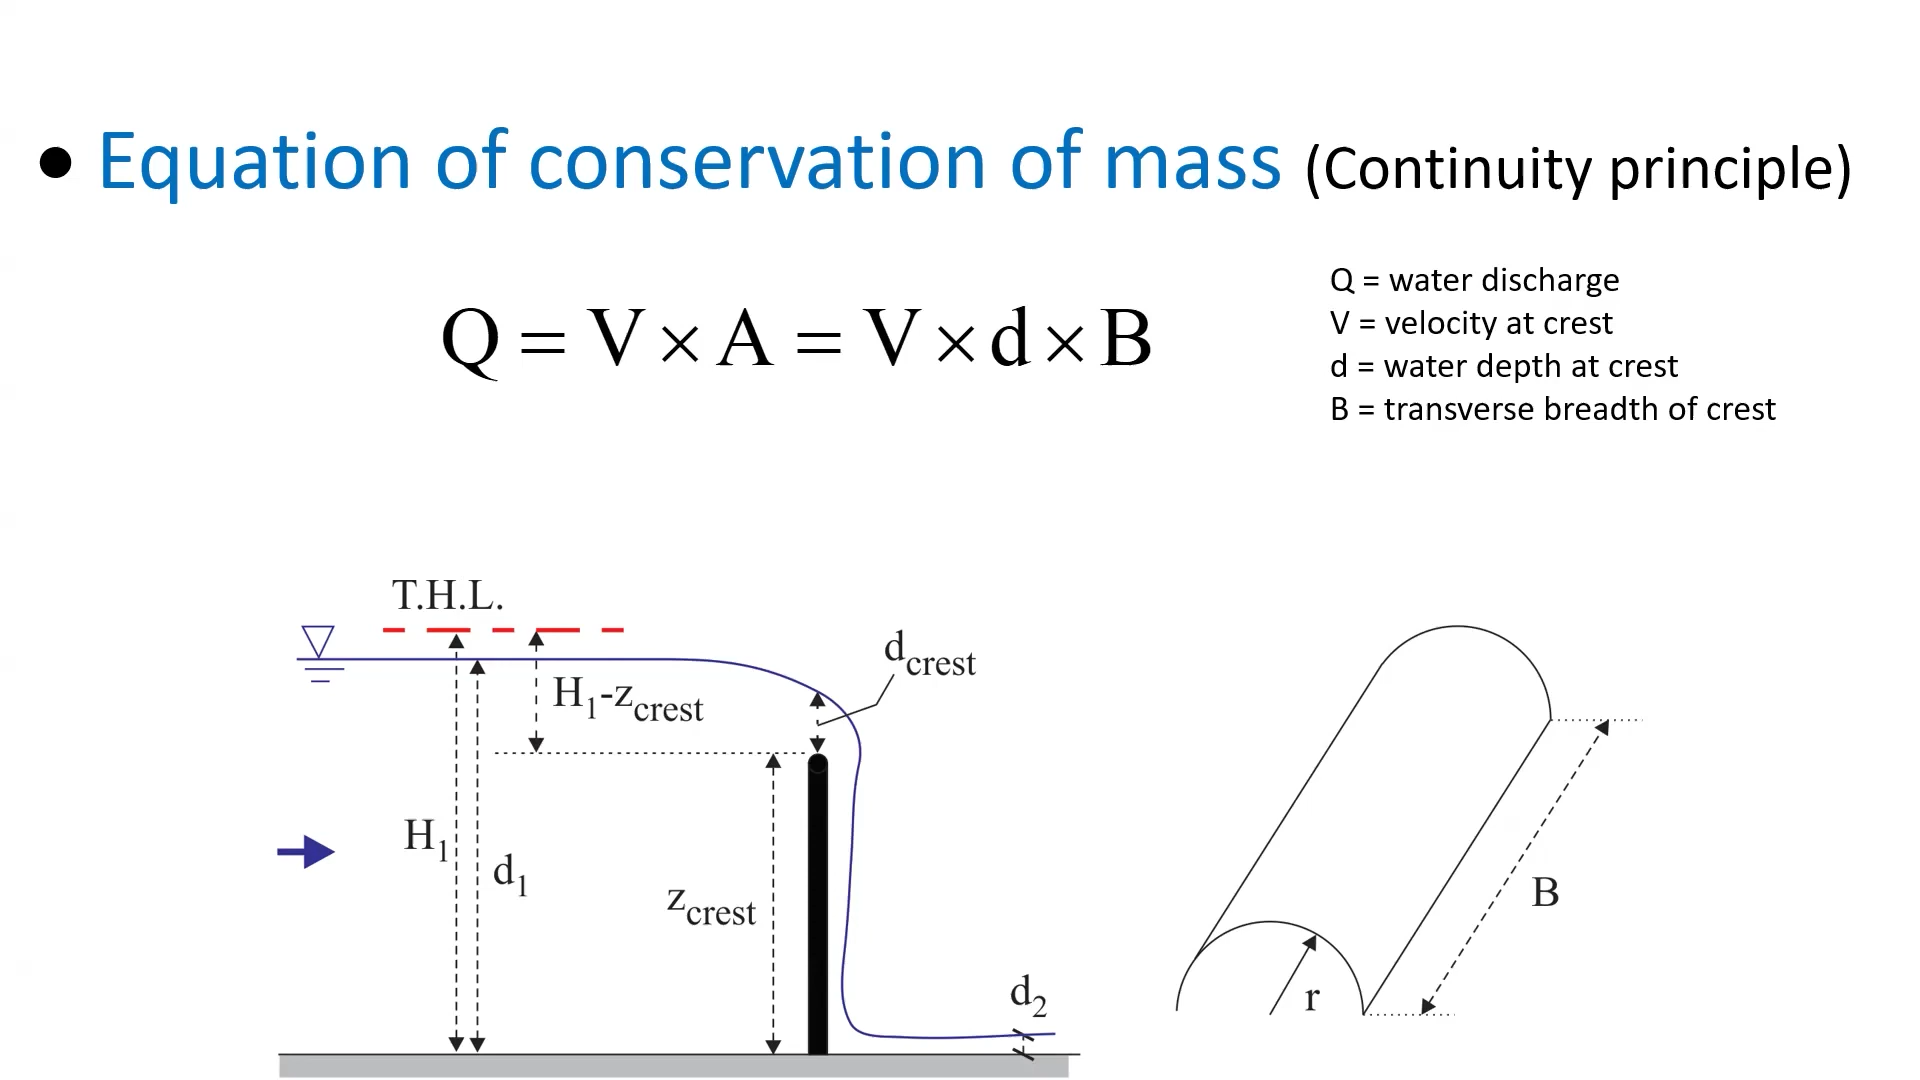 • Equation of conservation of mass (Continuity principle)
Q = V × A = V × d × B
Q = water discharge
V = velocity at crest
d = water depth at crest
B = transverse breadth of crest
T.H.L.
d_crest
H_1-z_crest
H_1
d_1
z_crest
d_2
B
r